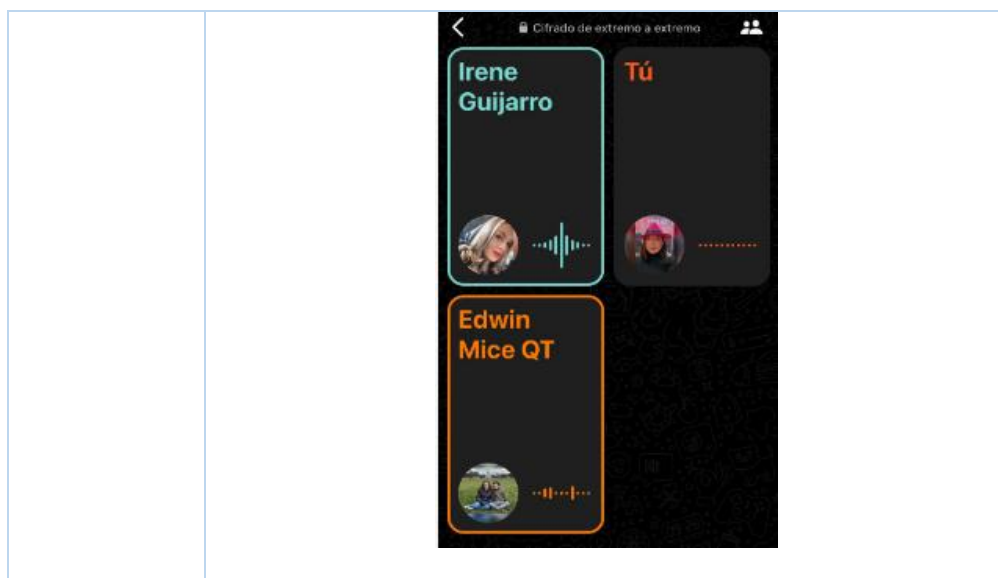 Cifrado de extremo a extremo
Irene
Guijarro
Tú
Edwin
Mice QT